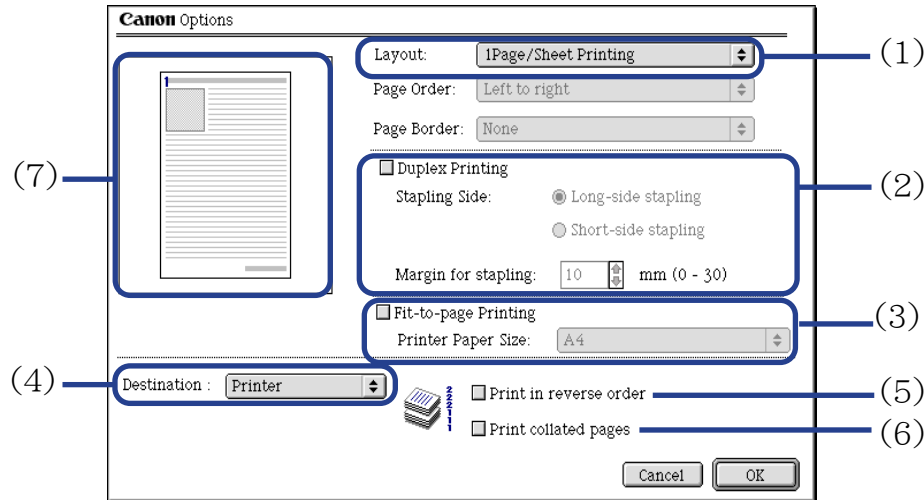 Canon Options
Layout: 1Page/Sheet Printing (1)
Page Order: Left to right
Page Border: None
1
(7)
Duplex Printing (2)
Stapling Side: Long-side stapling
Short-side stapling
Margin for stapling: 10 mm (0 - 30)
Fit-to-page Printing (3)
Printer Paper Size: A4
(4) Destination : Printer
222111
Print in reverse order (5)
Print collated pages (6)
Cancel OK